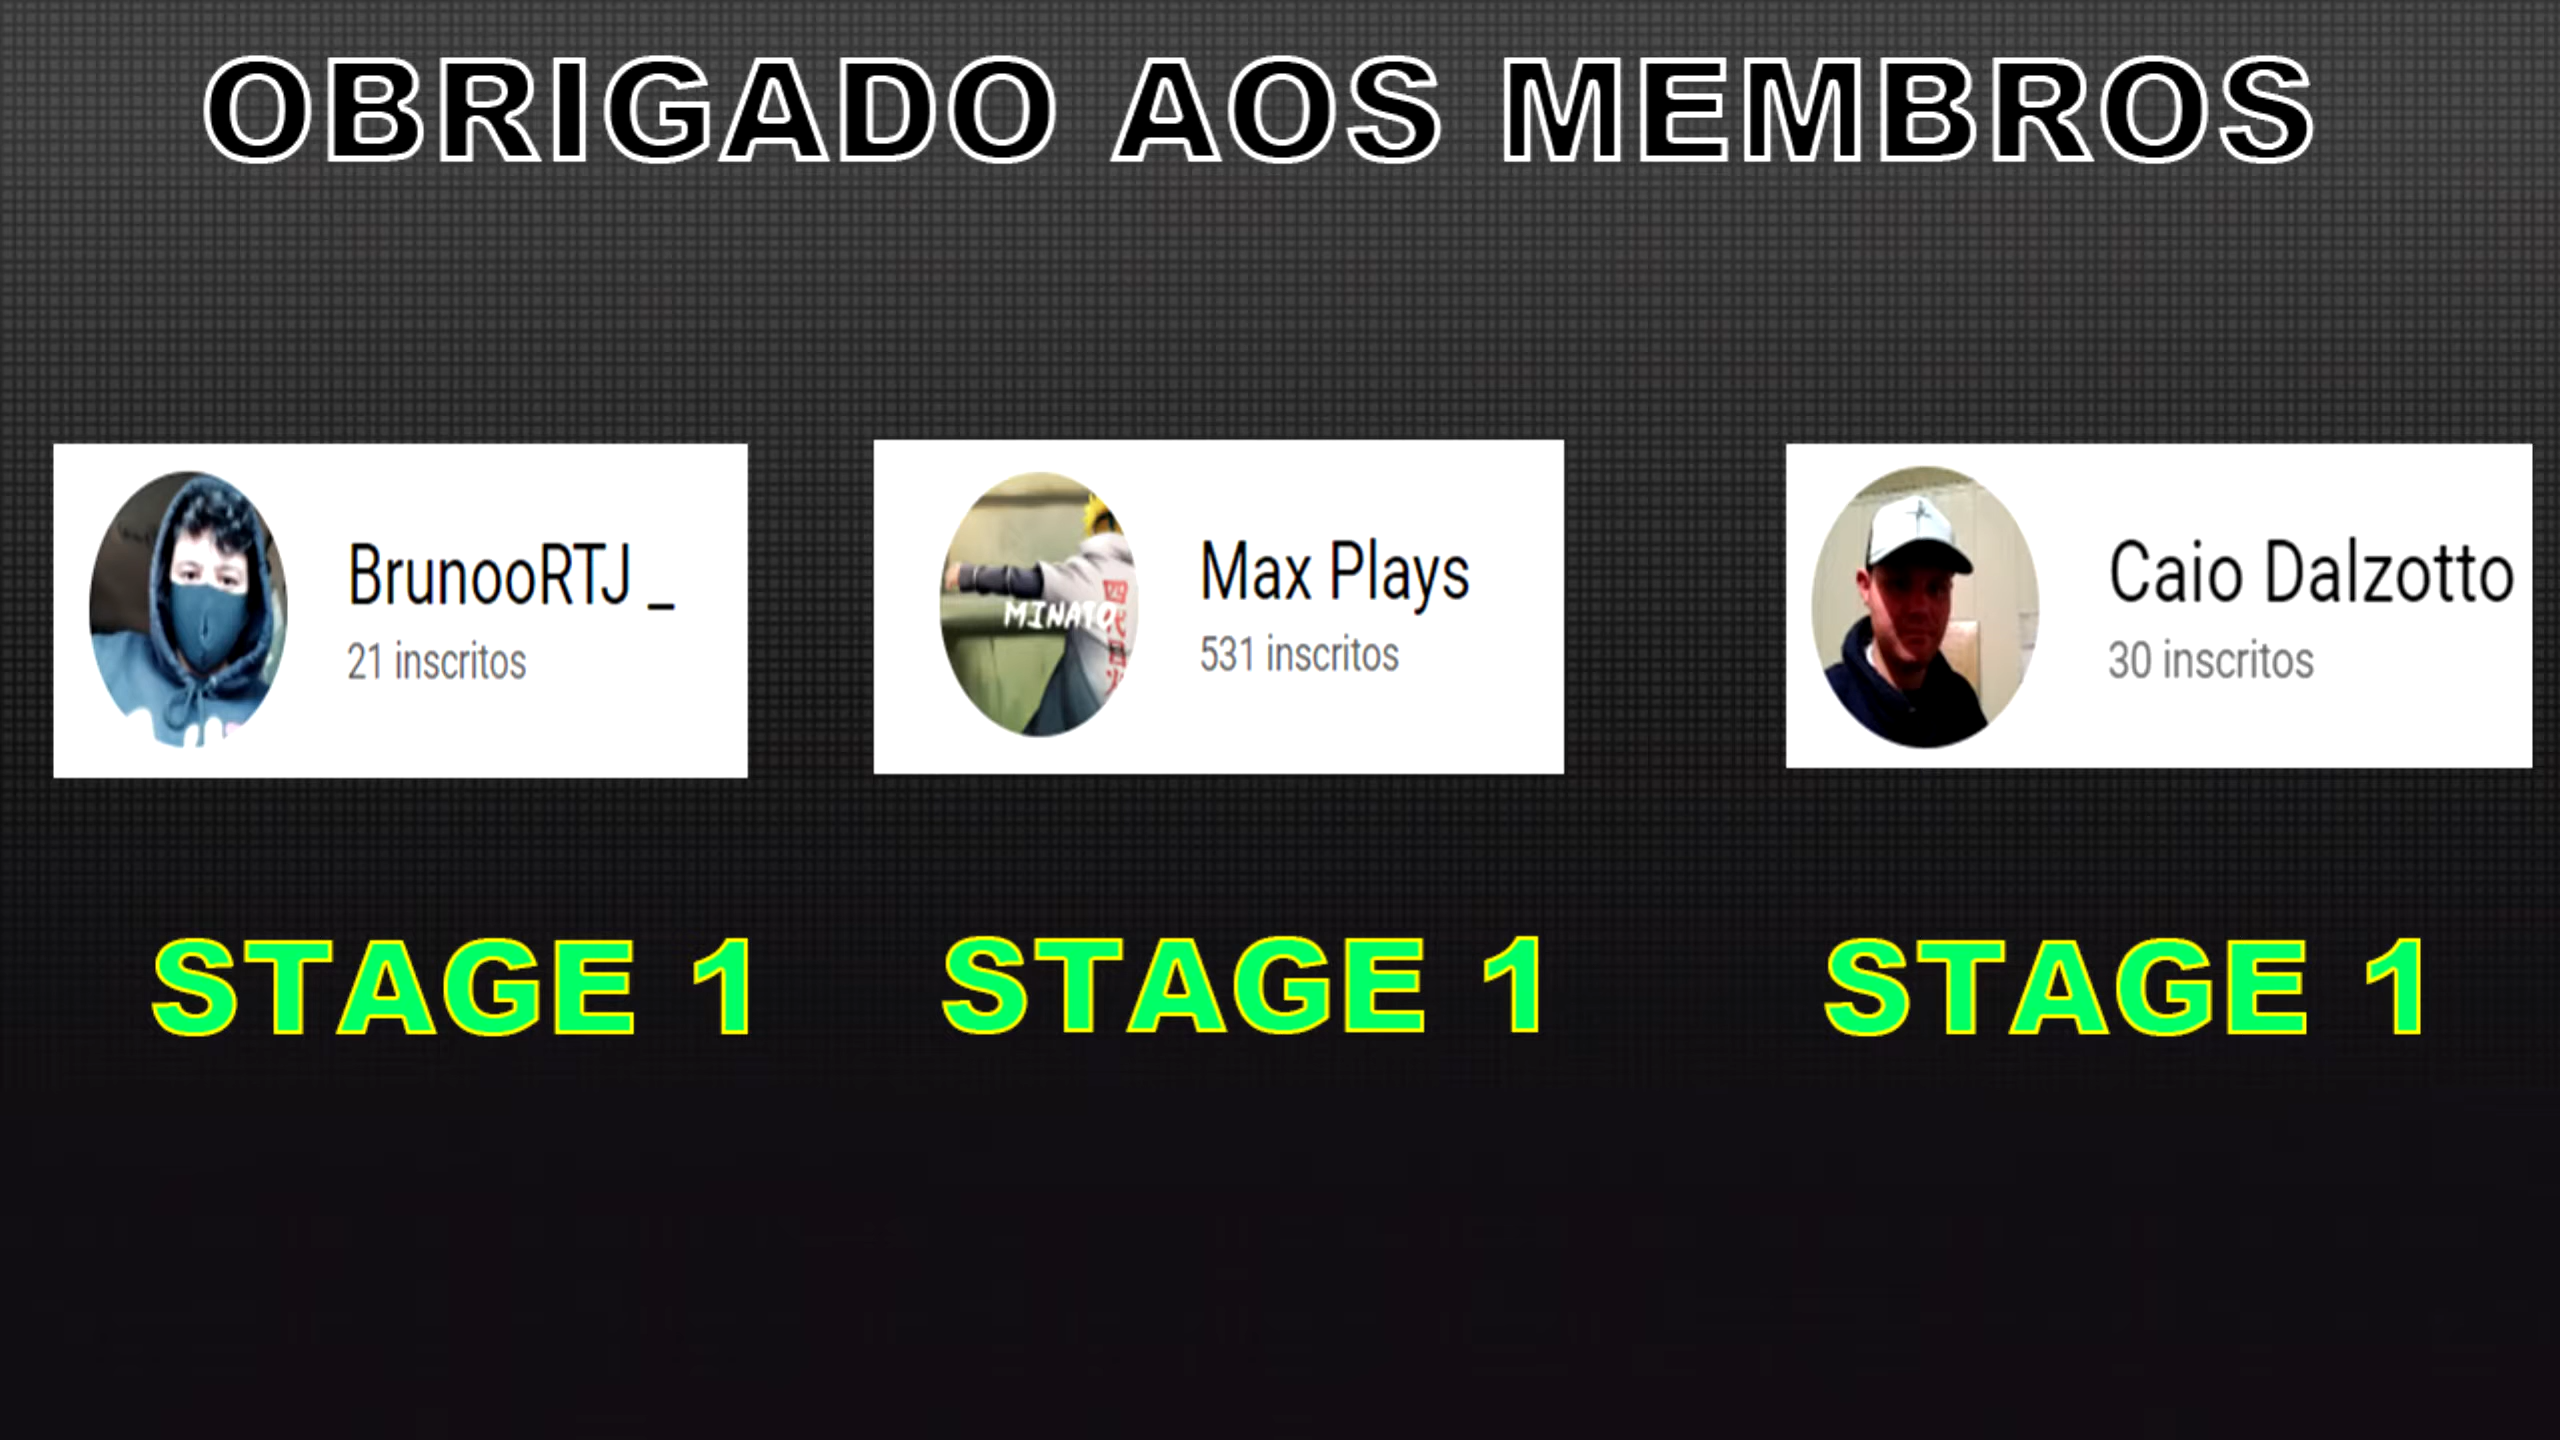 OBRIGADO AOS MEMBROS
BrunooRTJ _
21 inscritos
MINATO
Max Plays
531 inscritos
Caio Dalzotto
30 inscritos
STAGE 1
STAGE 1
STAGE 1